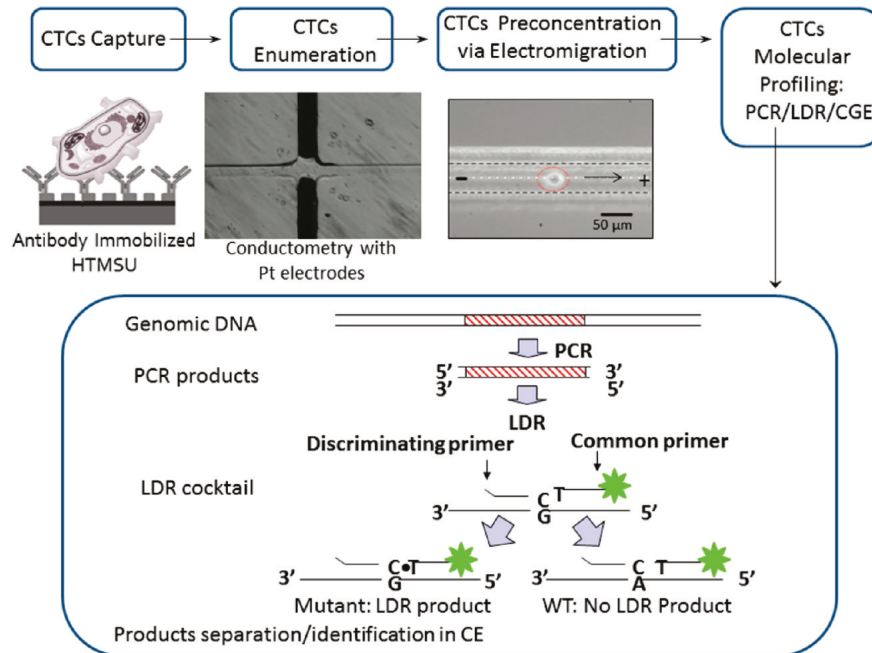 CTCs Capture
CTCs
Enumeration
CTCs Preconcentration
via Electromigration
CTCs
Molecular
Profiling:
PCR/LDR/CGE
Antibody Immobilized
HTMSU
Conductometry with
Pt electrodes
- +
50 μm
Genomic DNA
PCR
PCR products
5’ 3’
3’ 5’
LDR
Discriminating primer
Common primer
LDR cocktail
C T
3’ G 5’
C•T
3’ G 5’
C T
3’ A 5’
Mutant: LDR product
WT: No LDR Product
Products separation/identification in CE